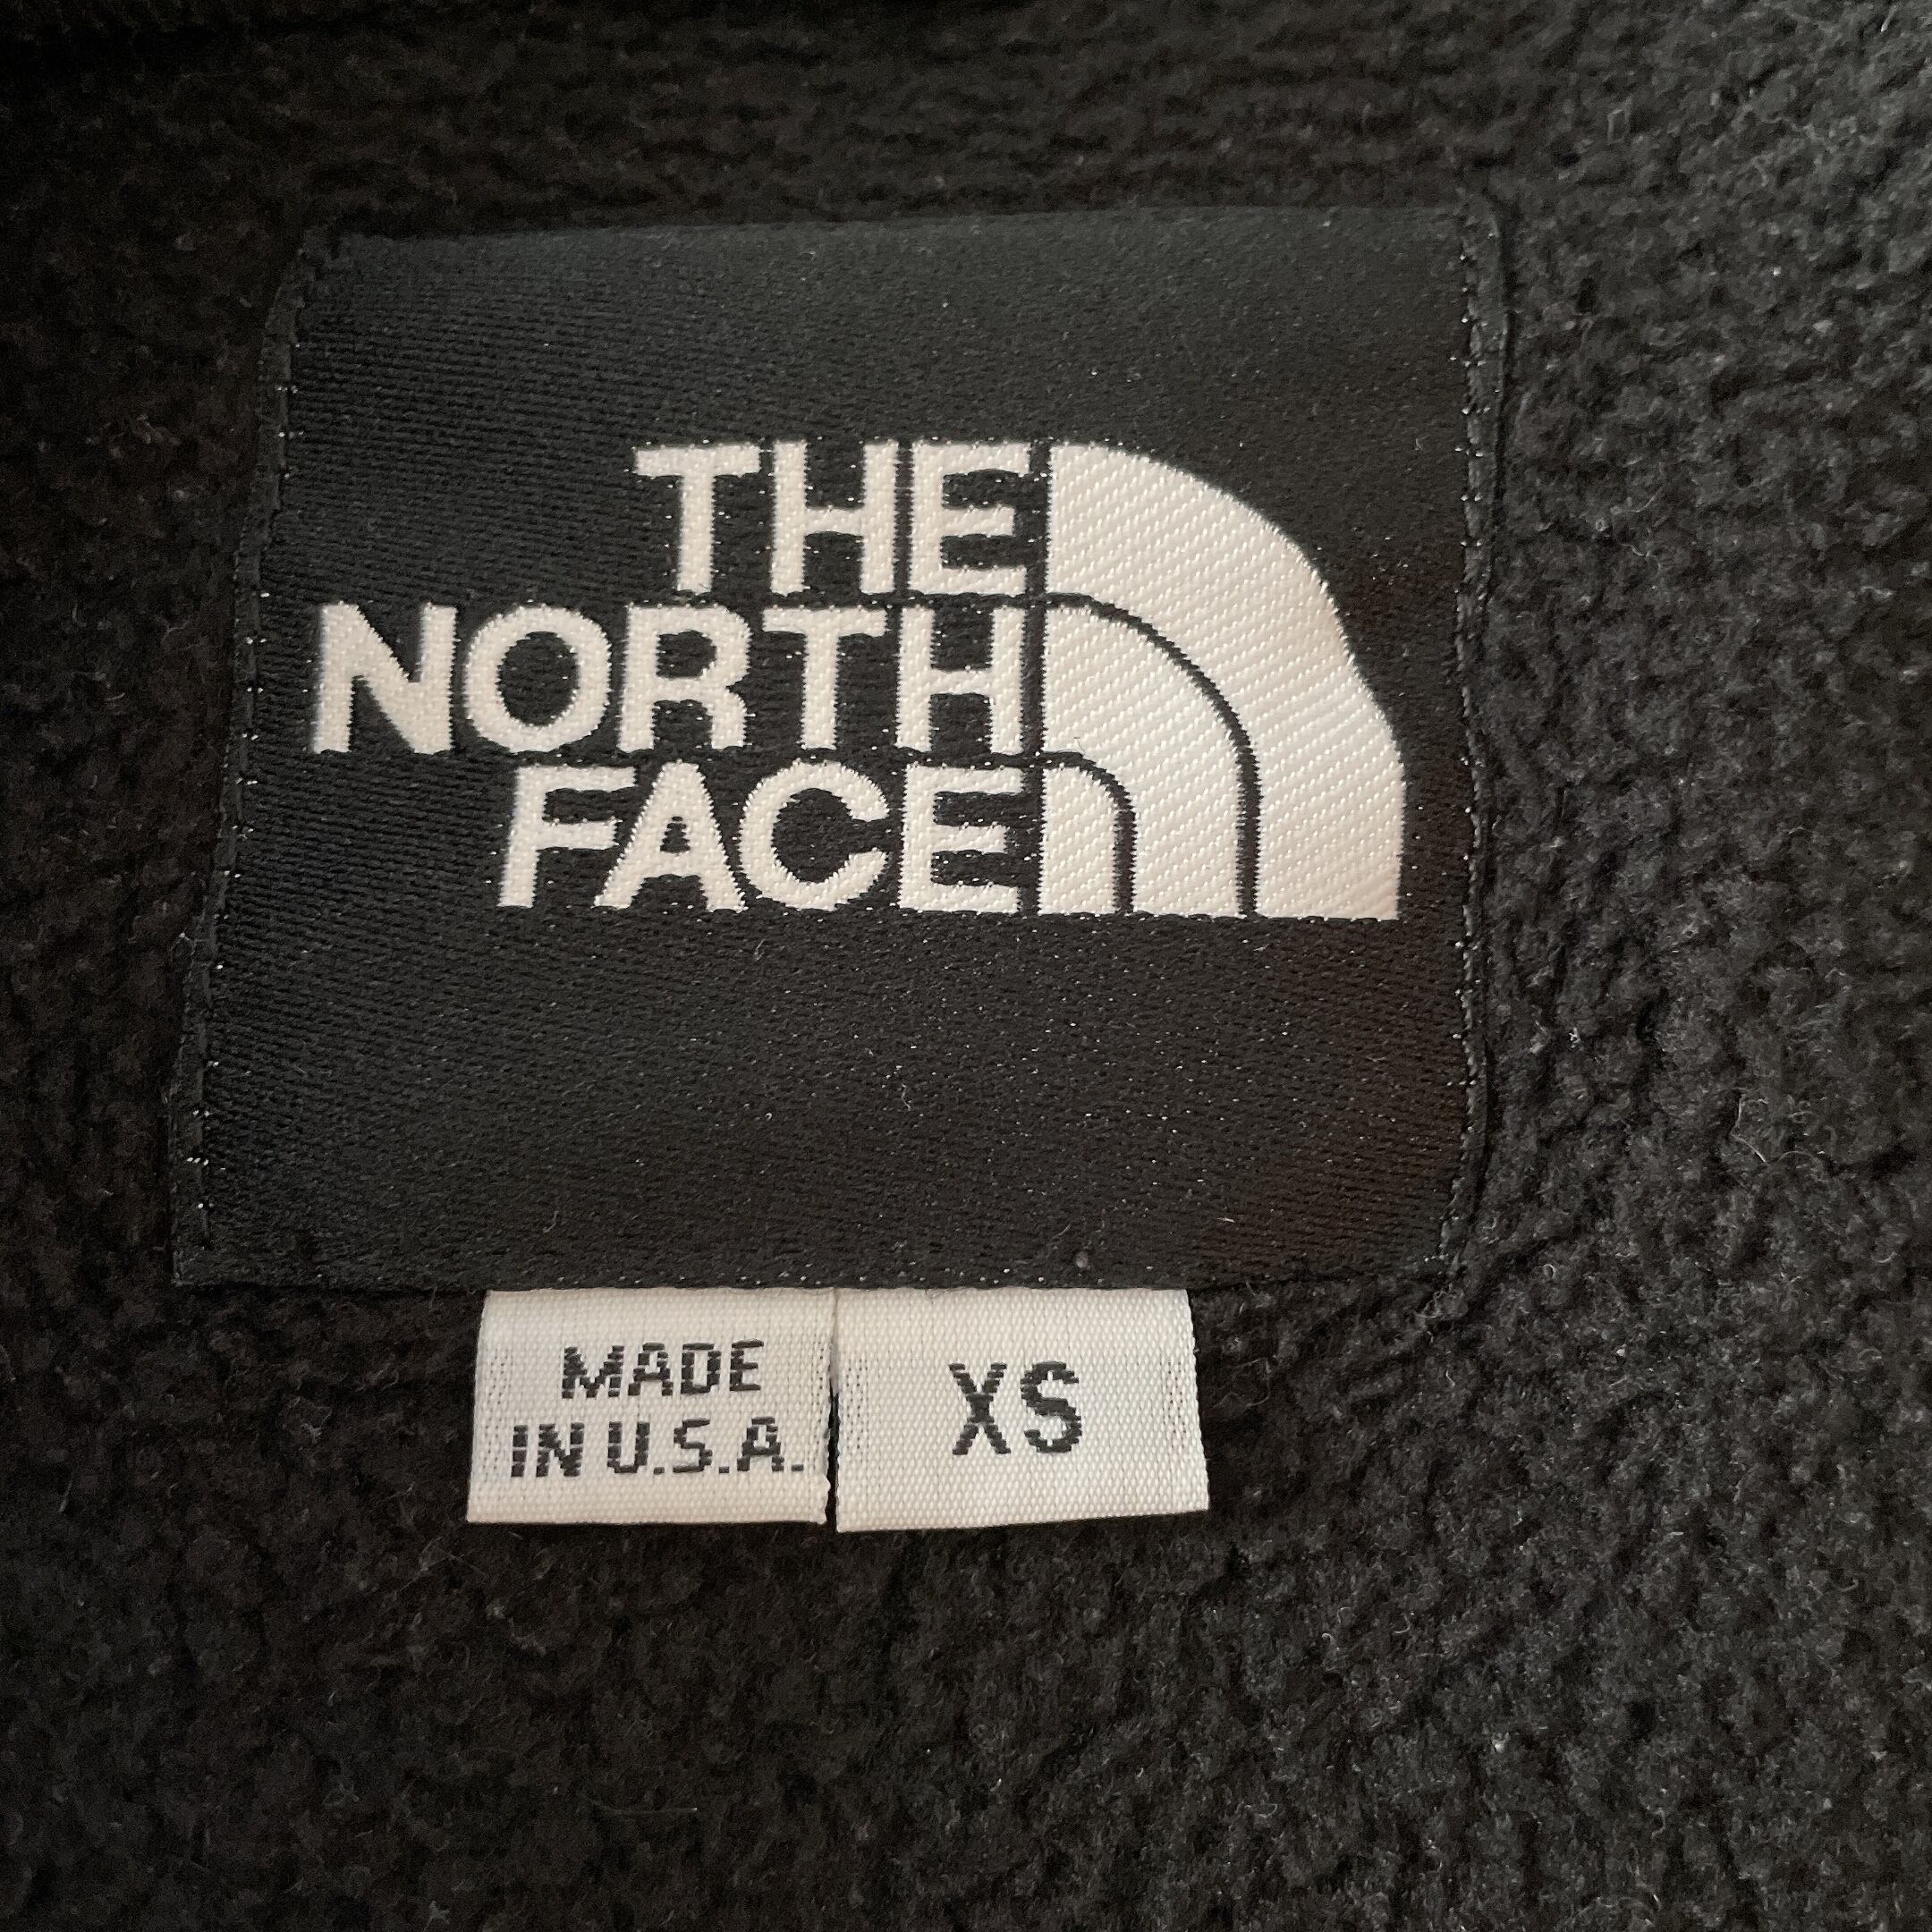 THE
NORTH
FACE
MADE
IN U.S.A.
XS